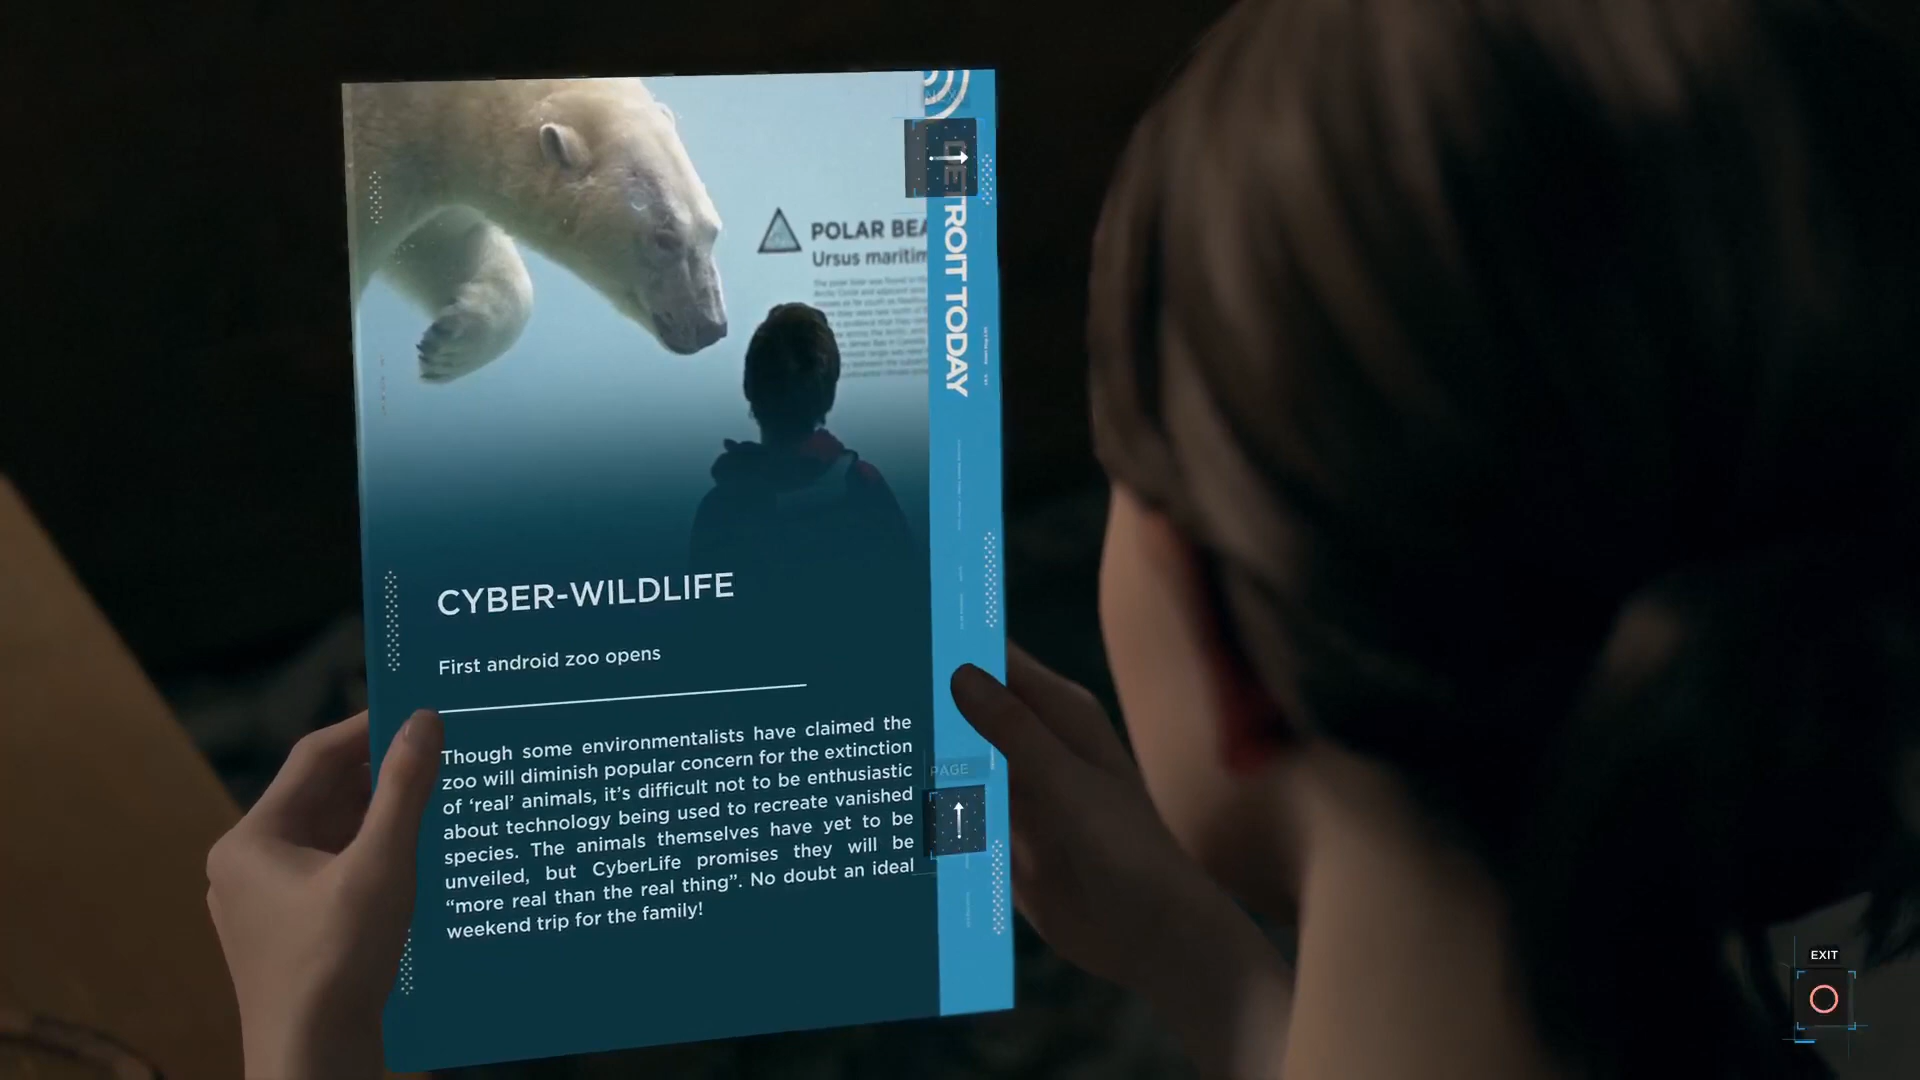 POLAR BEA
Ursus maritim
DETROIT TODAY
CYBER-WILDLIFE
First android zoo opens
Though some environmentalists have claimed the
zoo will diminish popular concern for the extinction
of ‘real’ animals, it’s difficult not to be enthusiastic
about technology being used to recreate vanished
species. The animals themselves have yet to be
unveiled, but CyberLife promises they will be
“more real than the real thing”. No doubt an ideal
weekend trip for the family!
PAGE
EXIT